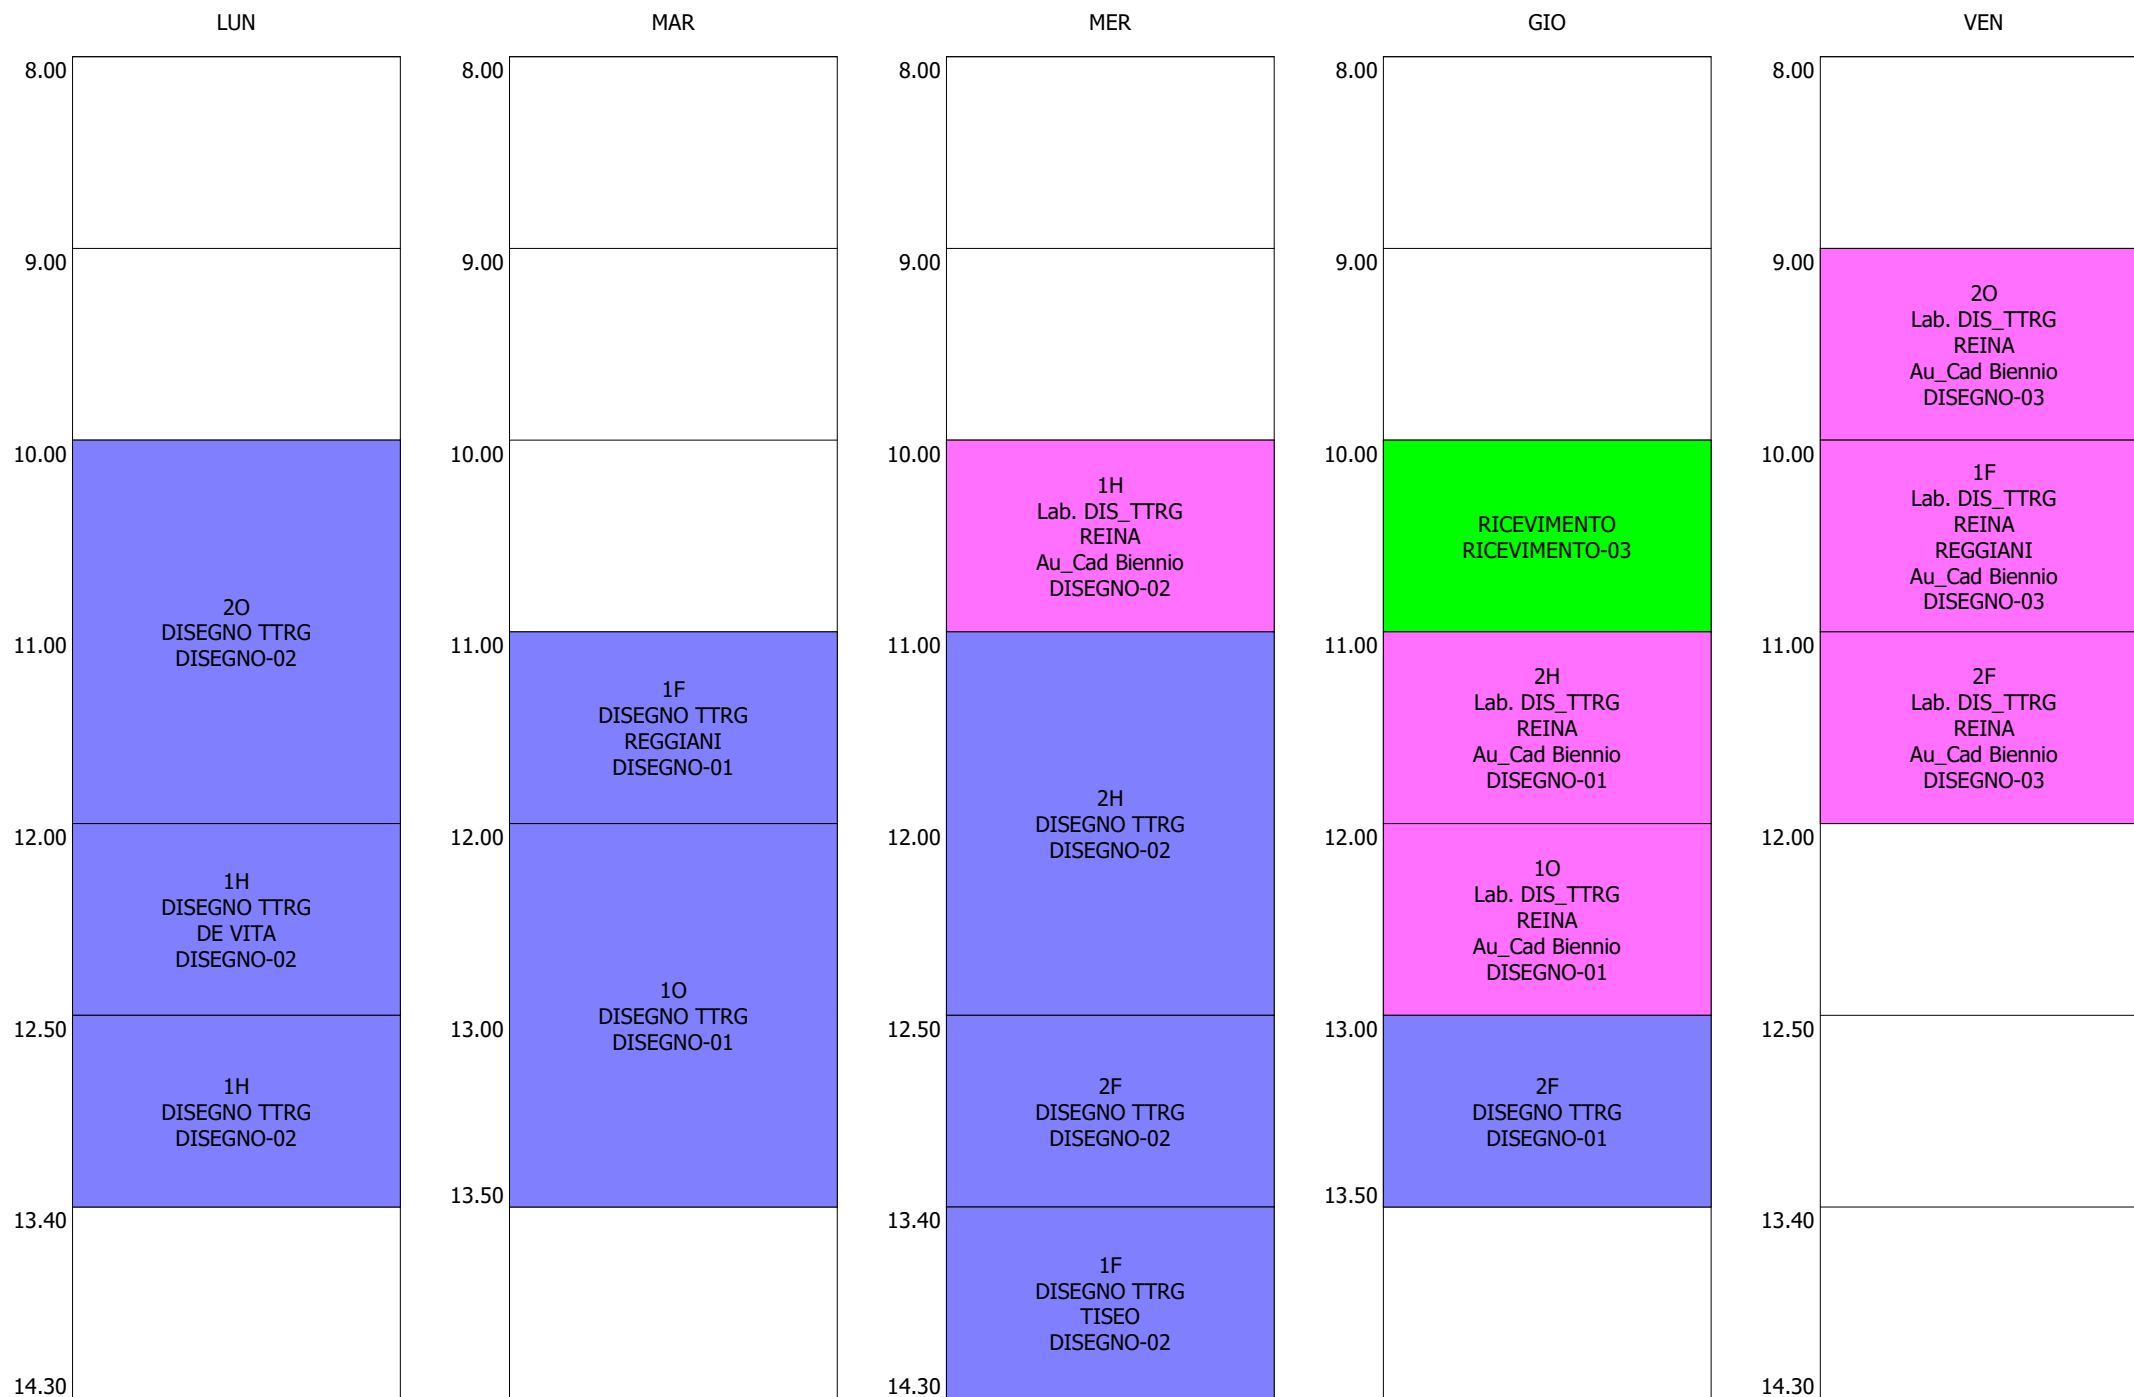 LUN
MAR
MER
GIO
VEN
8.00
9.00
10.00
11.00
12.00
12.50
13.40
14.30
2O
DISEGNO TTRG
DISEGNO-02
1H
DISEGNO TTRG
DE VITA
DISEGNO-02
1H
DISEGNO TTRG
DISEGNO-02
8.00
9.00
10.00
11.00
12.00
13.00
13.50
1F
DISEGNO TTRG
REGGIANI
DISEGNO-01
1O
DISEGNO TTRG
DISEGNO-01
8.00
9.00
10.00
11.00
12.00
12.50
13.40
14.30
1H
Lab. DIS_TTRG
REINA
Au_Cad Biennio
DISEGNO-02
2H
DISEGNO TTRG
DISEGNO-02
2F
DISEGNO TTRG
DISEGNO-02
1F
DISEGNO TTRG
TISEO
DISEGNO-02
8.00
9.00
10.00
11.00
12.00
13.00
13.50
RICEVIMENTO
RICEVIMENTO-03
2H
Lab. DIS_TTRG
REINA
Au_Cad Biennio
DISEGNO-01
1O
Lab. DIS_TTRG
REINA
Au_Cad Biennio
DISEGNO-01
2F
DISEGNO TTRG
DISEGNO-01
8.00
9.00
10.00
11.00
12.00
12.50
13.40
14.30
2O
Lab. DIS_TTRG
REINA
Au_Cad Biennio
DISEGNO-03
1F
Lab. DIS_TTRG
REINA
REGGIANI
Au_Cad Biennio
DISEGNO-03
2F
Lab. DIS_TTRG
REINA
Au_Cad Biennio
DISEGNO-03